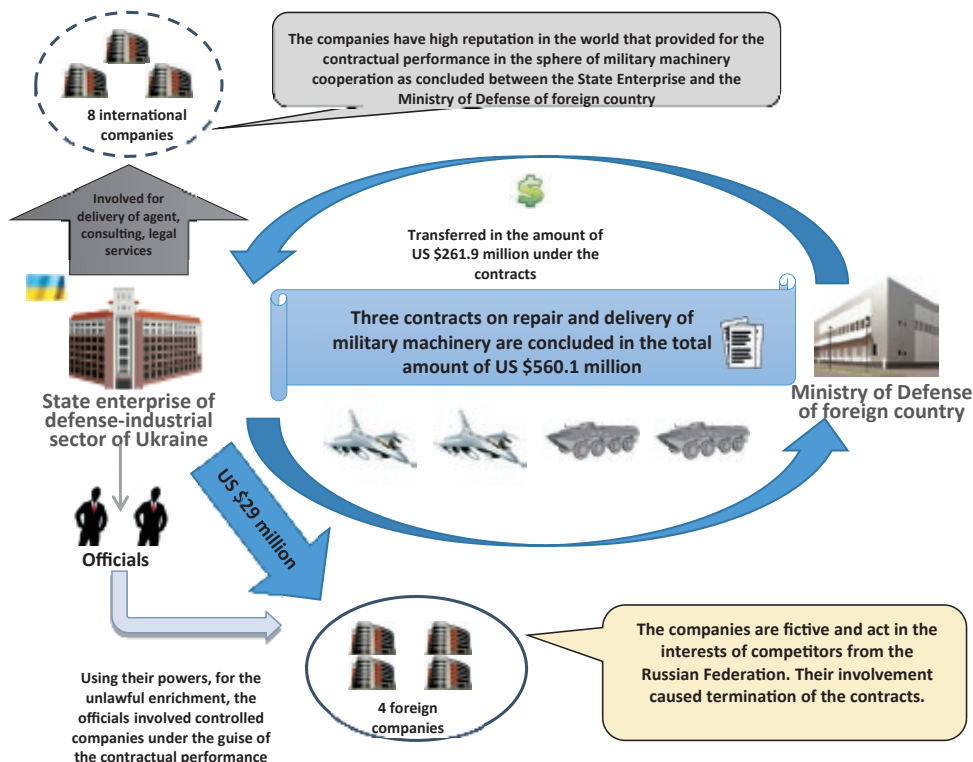 The companies have high reputation in the world that provided for the
contractual performance in the sphere of military machinery
cooperation as concluded between the State Enterprise and the
Ministry of Defense of foreign country
8 international
companies
Involved for
delivery of agent,
consulting, legal
services
Transferred in the amount of
US $261.9 million under the
contracts
Three contracts on repair and delivery of
military machinery are concluded in the total
amount of US $560.1 million
State enterprise of
defense-industrial
sector of Ukraine
Ministry of Defense
of foreign country
US $29 million
Officials
Using their powers, for the
unlawful enrichment, the
officials involved controlled
companies under the guise of
the contractual performance
4 foreign
companies
The companies are fictive and act in the
interests of competitors from the
Russian Federation. Their involvement
caused termination of the contracts.